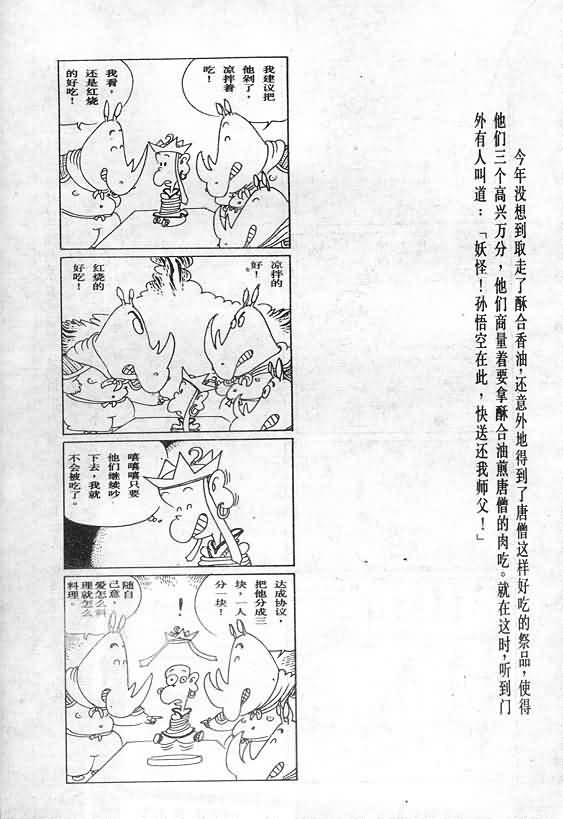 今年没想到取走了酥合香油，还意外地得到了唐僧这样好吃的祭品，使得
他们三个高兴万分，他们商量着要拿酥合油煎唐僧的肉吃。就在这时，听到门
外有人叫道：「妖怪！孙悟空在此，快送还我师父！」
我建议把
他剁了，
凉拌着
吃！
我看，
还是红烧
的好吃！
凉拌的
好！
红烧的
好吃！
嘻嘻嘻只要
他们继续吵
下去，我就
不会被吃了。
达成协议，
把他分成三
块，一人
分一块！
！
随自
己意，
爱怎么料
理就怎么
料理。